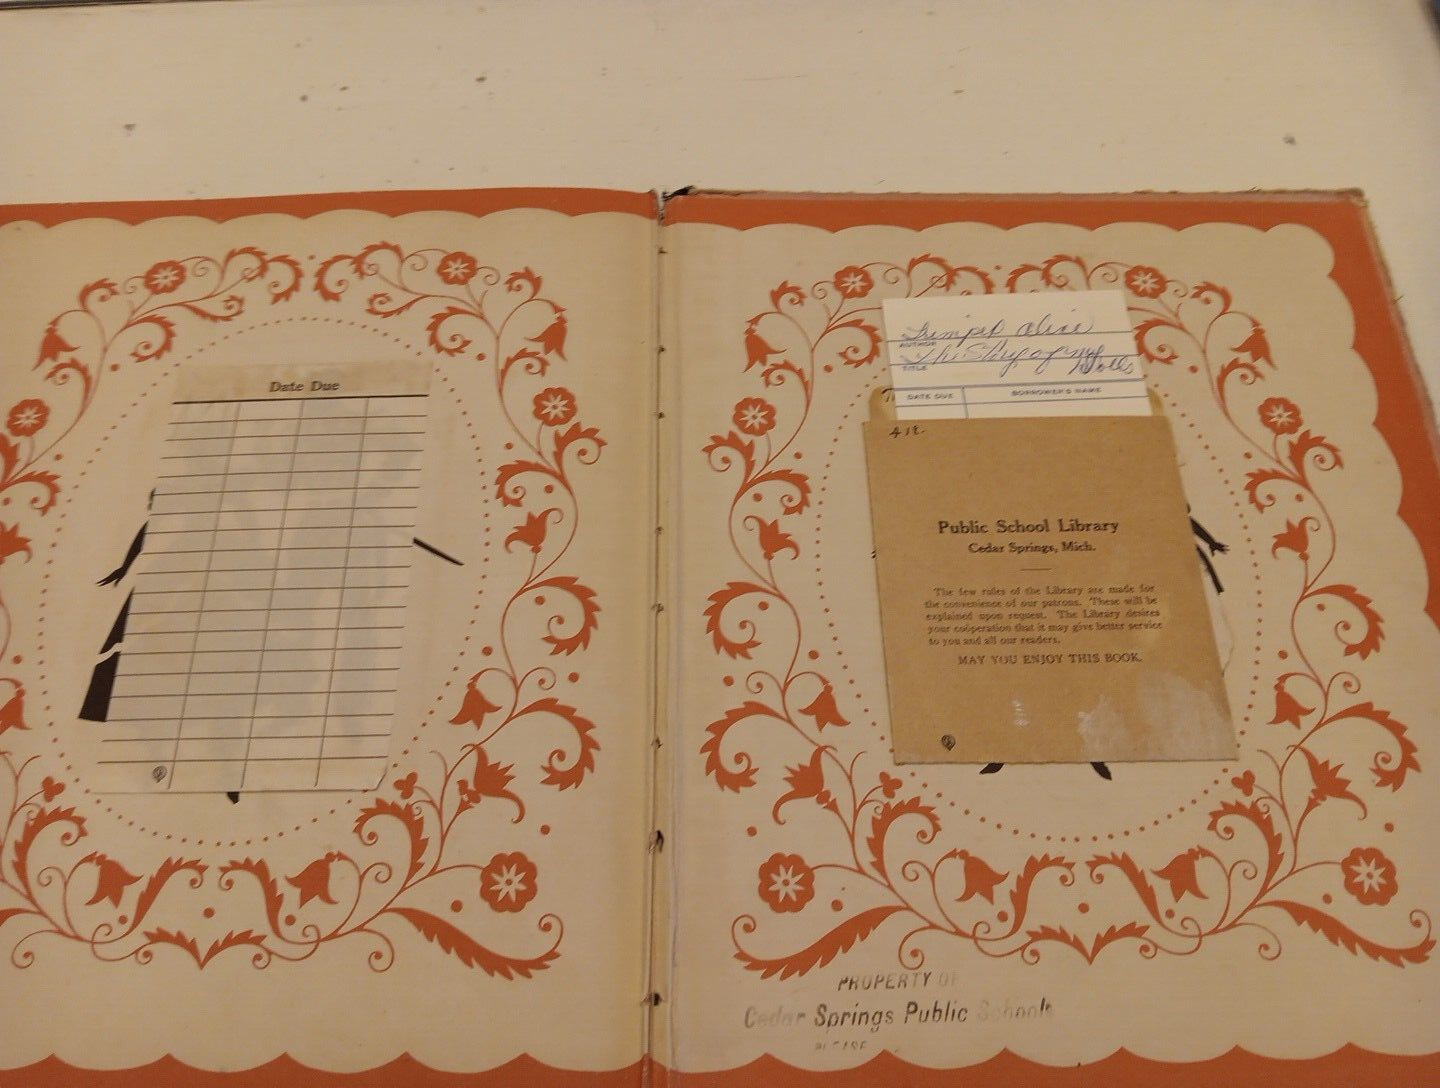 Date Due
AUTHOR
TITLE
DATE DUE
BORROWER'S NAME
418.
Public School Library
Cedar Springs, Mich.
The few rules of the Library are made for
the convenience of our patrons. These will be
explained upon request. The Library desires
your coöperation that it may give better service
to you and all our readers.
MAY YOU ENJOY THIS BOOK.
PROPERTY OF
Cedar Springs Public Schools
PLEASE